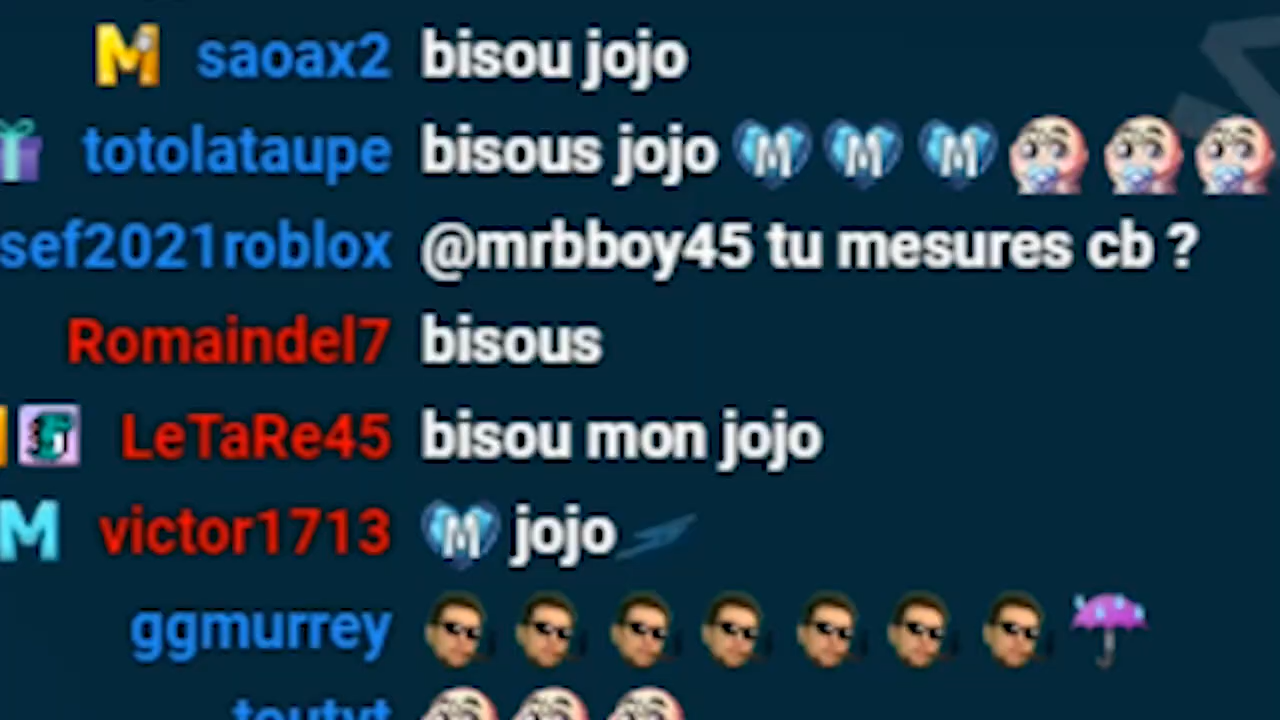 saoax2 bisou jojo
totolataupe bisous jojo
sef2021roblox @mrbboy45 tu mesures cb ?
Romaindel7 bisous
LeTaRe45 bisou mon jojo
victor1713 jojo
ggmurrey